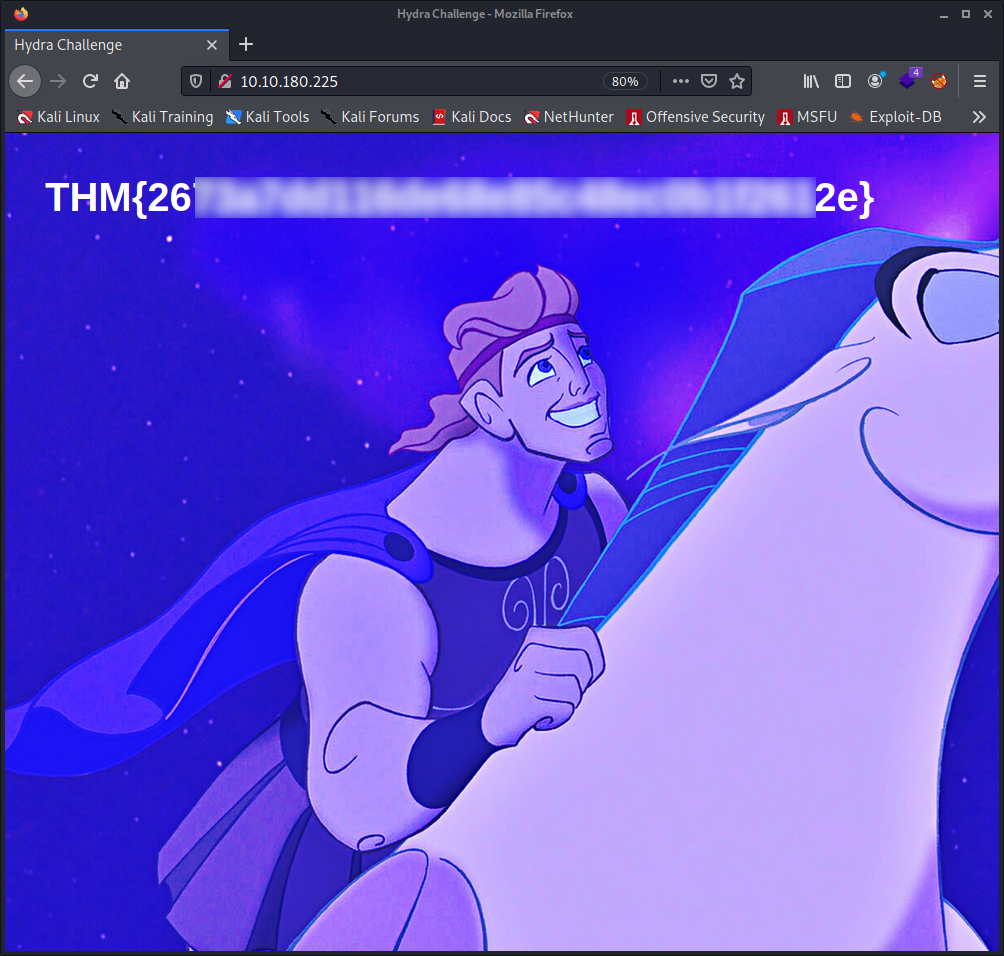 Hydra Challenge - Mozilla Firefox
Hydra Challenge
10.10.180.225 80% 4
Kali Linux Kali Training Kali Tools Kali Forums Kali Docs NetHunter Offensive Security MSFU Exploit-DB
THM{26 2e}